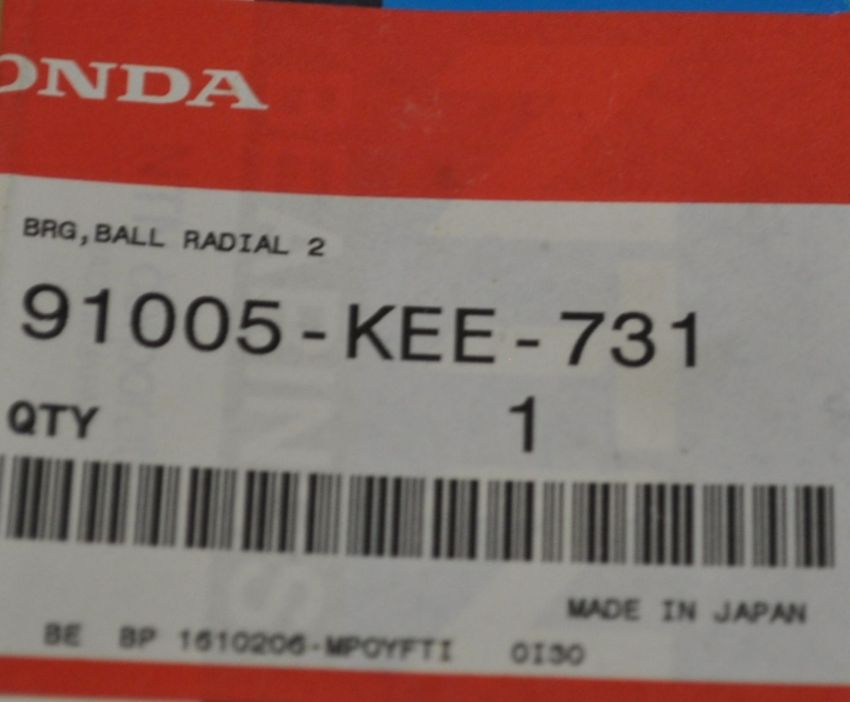 ONDA
BRG,BALL RADIAL 2
91005-KEE-731
QTY 1
MADE IN JAPAN
BE BP 1610206-MPOYFTI 0I30